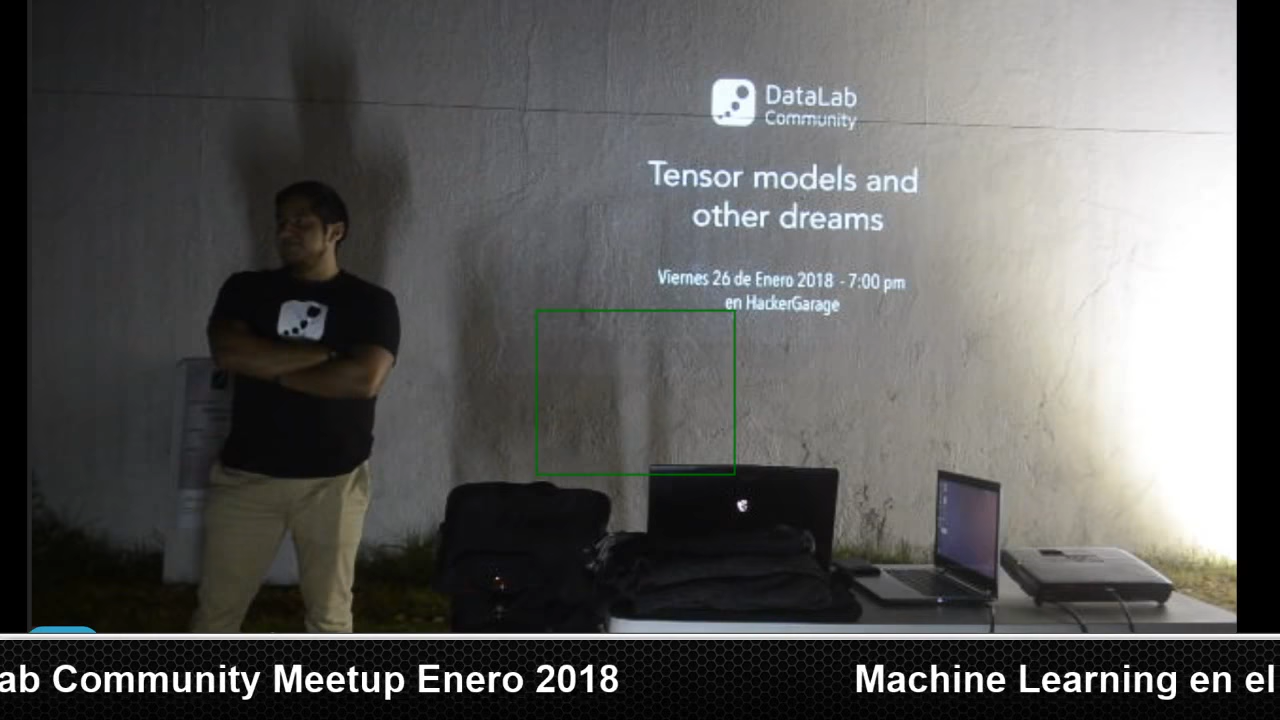 DataLab
Community
Tensor models and
other dreams
Viernes 26 de Enero 2018 - 7:00 pm
en HackerGarage
ab Community Meetup Enero 2018
Machine Learning en el